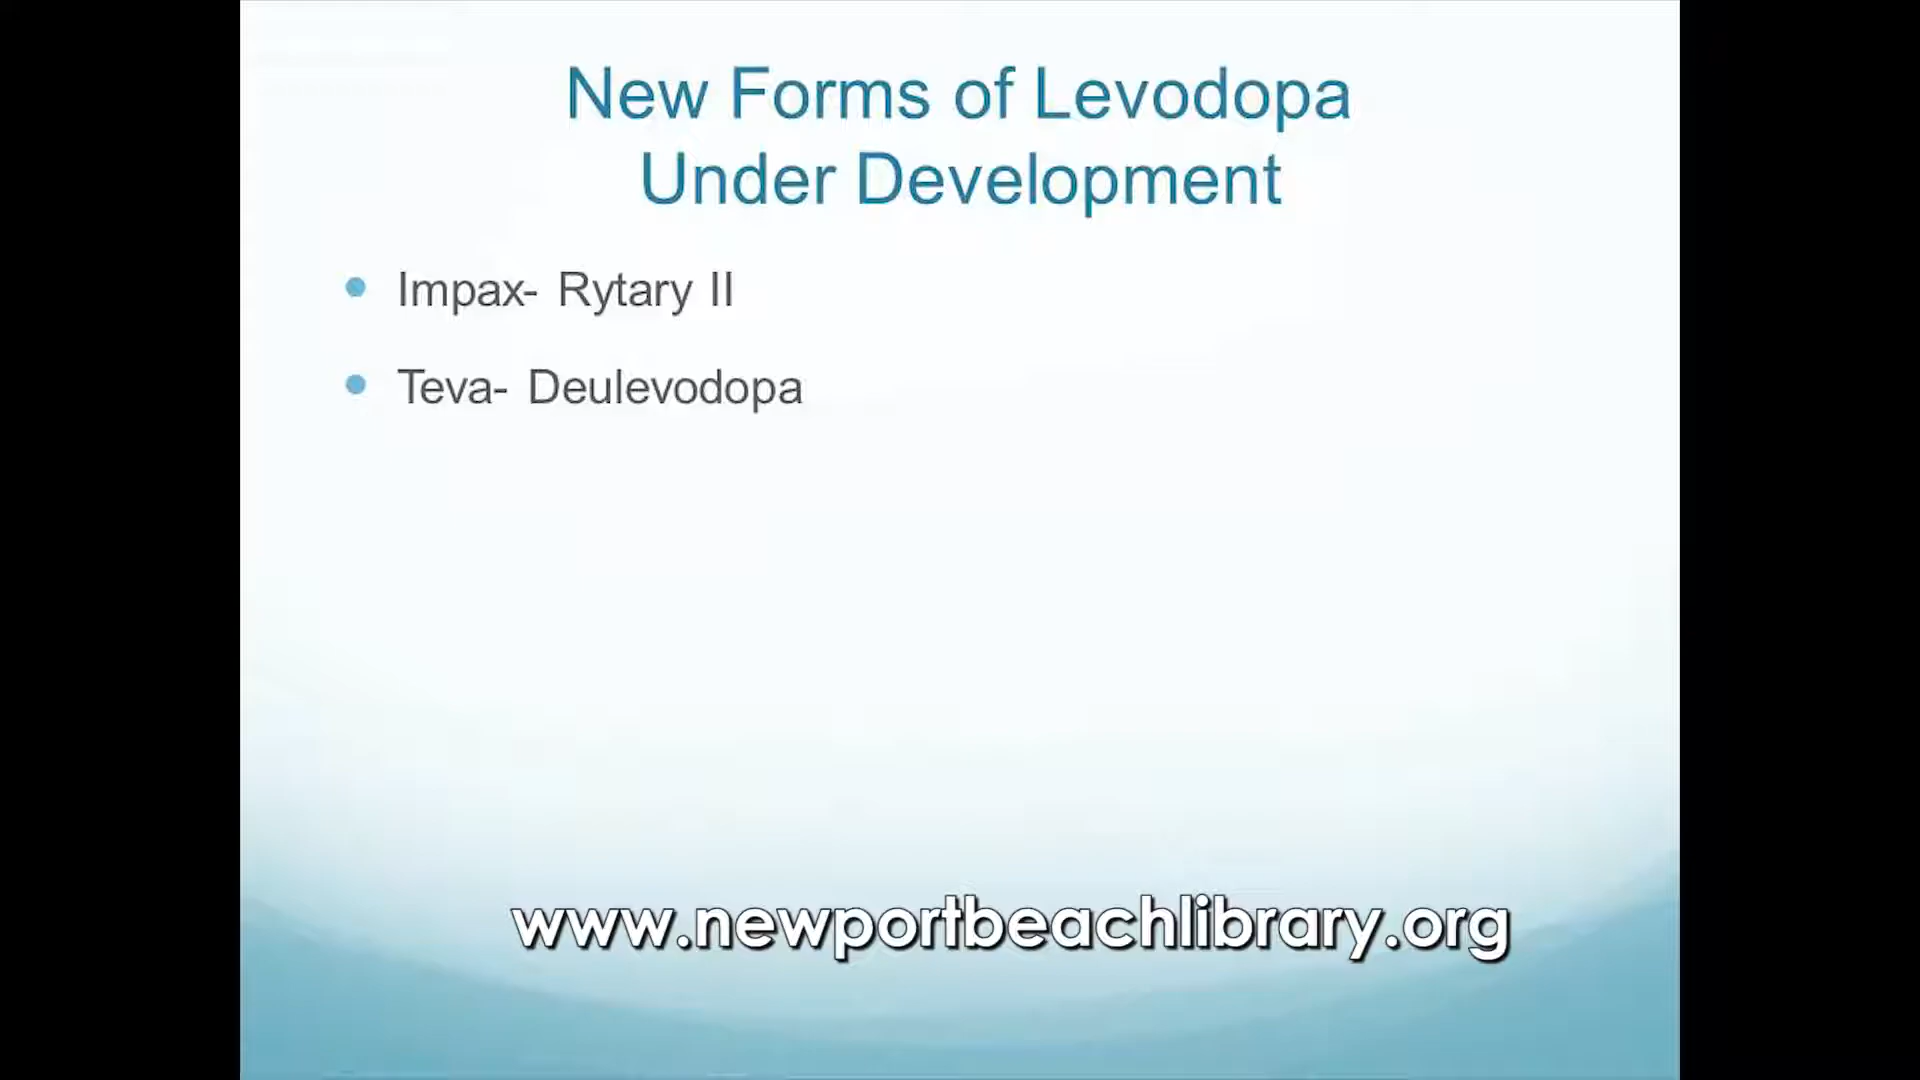 New Forms of Levodopa
Under Development
Impax- Rytary II
Teva- Deulevodopa
www.newportbeachlibrary.org